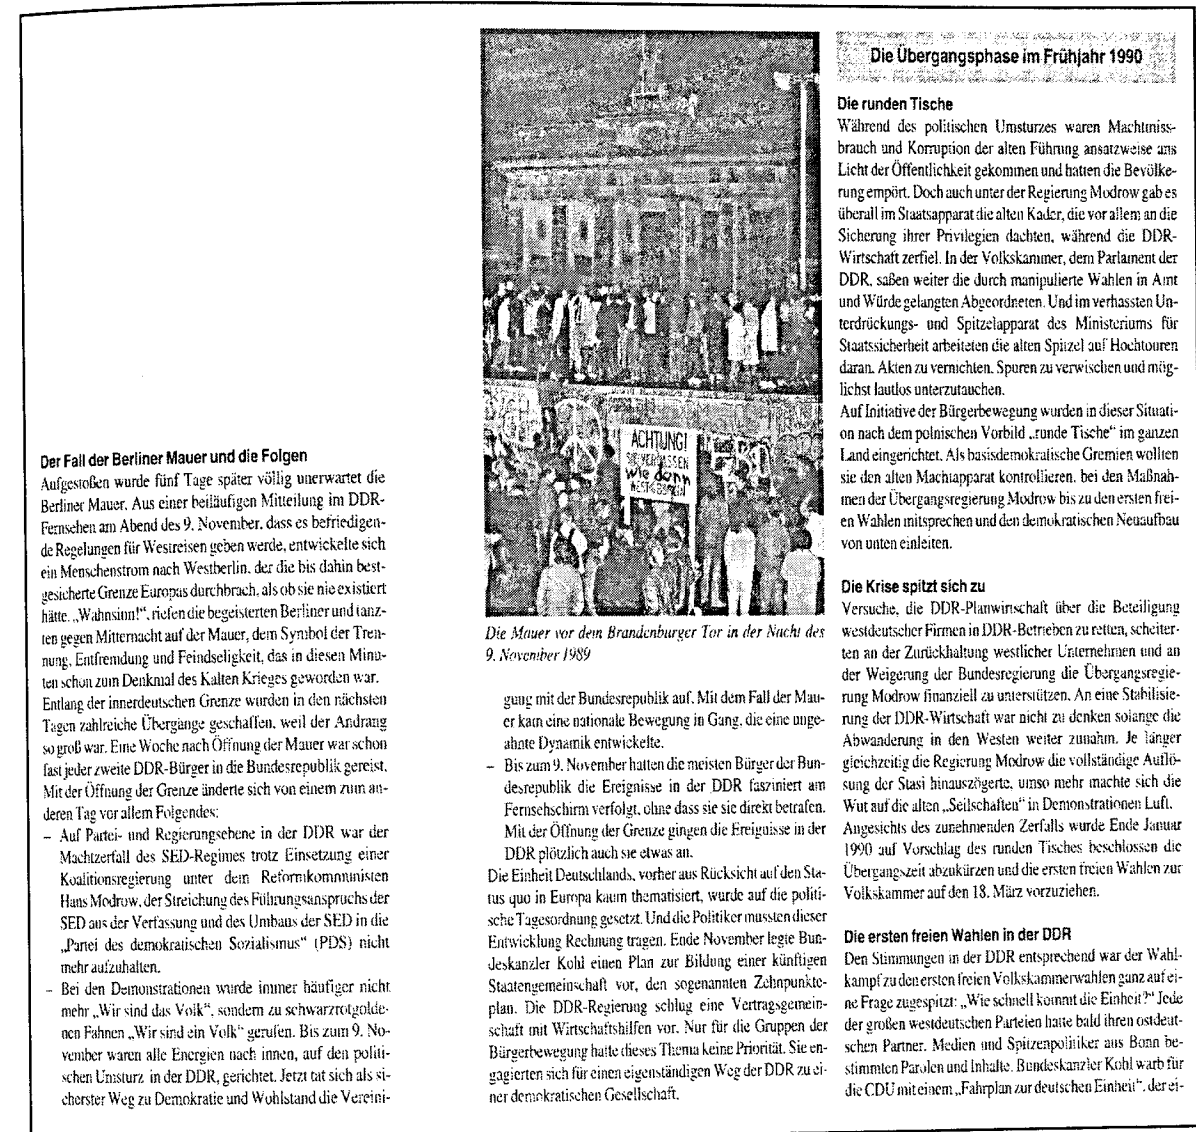 Der Fall der Berliner Mauer und die Folgen
Aufgestoßen wurde fünf Tage später völlig unerwartet die
Berliner Mauer. Aus einer beiläufigen Mitteilung im DDR-
Fernsehen am Abend des 9. November, dass es befriedigen-
de Regelungen für Westreisen geben werde, entwickelte sich
ein Menschenstrom nach Westberlin, der die bis dahin best-
gesicherte Grenze Europas durchbrach, als ob sie nie existiert
hätte. „Wahnsinn!“, riefen die begeisterten Berliner und tanz-
ten gegen Mitternacht auf der Mauer, dem Symbol der Tren-
nung, Entfremdung und Feindseligkeit, das in diesen Minu-
ten schon zum Denkmal des Kalten Krieges geworden war.
Entlang der innerdeutschen Grenze wurden in den nächsten
Tagen zahlreiche Übergänge geschaffen, weil der Andrang
so groß war. Eine Woche nach Öffnung der Mauer war schon
fast jeder zweite DDR-Bürger in die Bundesrepublik gereist.
Mit der Öffnung der Grenze änderte sich von einem zum an-
deren Tag vor allem Folgendes:
– Auf Partei- und Regierungsebene in der DDR war der
Machtzerfall des SED-Regimes trotz Einsetzung einer
Koalitionsregierung unter dem Reformkommunisten
Hans Modrow, der Streichung des Führungsanspruchs der
SED aus der Verfassung und des Umbaus der SED in die
„Partei des demokratischen Sozialismus“ (PDS) nicht
mehr aufzuhalten.
– Bei den Demonstrationen wurde immer häufiger nicht
mehr „Wir sind das Volk“, sondern zu schwarzrotgolde-
nen Fahnen „Wir sind ein Volk“ gerufen. Bis zum 9. No-
vember waren alle Energien nach innen, auf den politi-
schen Umsturz in der DDR, gerichtet. Jetzt tat sich als si-
cherster Weg zu Demokratie und Wohlstand die Vereini-
ACHTUNG!
SIE VERLASSEN
wie denn
WEST-BERLIN
Die Mauer vor dem Brandenburger Tor in der Nacht des
9. November 1989
gung mit der Bundesrepublik auf. Mit dem Fall der Mau-
er kam eine nationale Bewegung in Gang, die eine unge-
ahnte Dynamik entwickelte.
– Bis zum 9. November hatten die meisten Bürger der Bun-
desrepublik die Ereignisse in der DDR fasziniert am
Fernsehschirm verfolgt, ohne dass sie sie direkt betrafen.
Mit der Öffnung der Grenze gingen die Ereignisse in der
DDR plötzlich auch sie etwas an.
Die Einheit Deutschlands, vorher aus Rücksicht auf den Sta-
tus quo in Europa kaum thematisiert, wurde auf die politi-
sche Tagesordnung gesetzt. Und die Politiker mussten dieser
Entwicklung Rechnung tragen. Ende November legte Bun-
deskanzler Kohl einen Plan zur Bildung einer künftigen
Staatengemeinschaft vor, den sogenannten Zehnpunkte-
plan. Die DDR-Regierung schlug eine Vertragsgemein-
schaft mit Wirtschaftshilfen vor. Nur für die Gruppen der
Bürgerbewegung hatte dieses Thema keine Priorität. Sie en-
gagierten sich für einen eigenständigen Weg der DDR zu ei-
ner demokratischen Gesellschaft.
Die Übergangsphase im Frühjahr 1990
Die runden Tische
Während des politischen Umsturzes waren Machtmiss-
brauch und Korruption der alten Führung ansatzweise ans
Licht der Öffentlichkeit gekommen und hatten die Bevölke-
rung empört. Doch auch unter der Regierung Modrow gab es
überall im Staatsapparat die alten Kader, die vor allem an die
Sicherung ihrer Privilegien dachten, während die DDR-
Wirtschaft zerfiel. In der Volkskammer, dem Parlament der
DDR, saßen weiter die durch manipulierte Wahlen in Amt
und Würde gelangten Abgeordneten. Und im verhassten Un-
terdrückungs- und Spitzelapparat des Ministeriums für
Staatssicherheit arbeiteten die alten Spitzel auf Hochtouren
daran, Akten zu vernichten, Spuren zu verwischen und mög-
lichst lautlos unterzutauchen.
Auf Initiative der Bürgerbewegung wurden in dieser Situati-
on nach dem polnischen Vorbild „runde Tische“ im ganzen
Land eingerichtet. Als basisdemokratische Gremien wollten
sie den alten Machtapparat kontrollieren, bei den Maßnah-
men der Übergangsregierung Modrow bis zu den ersten frei-
en Wahlen mitsprechen und den demokratischen Neuaufbau
von unten einleiten.
Die Krise spitzt sich zu
Versuche, die DDR-Planwirtschaft über die Beteiligung
westdeutscher Firmen in DDR-Betrieben zu retten, scheiter-
ten an der Zurückhaltung westlicher Unternehmen und an
der Weigerung der Bundesregierung die Übergangsregie-
rung Modrow finanziell zu unterstützen. An eine Stabilisie-
rung der DDR-Wirtschaft war nicht zu denken solange die
Abwanderung in den Westen weiter zunahm. Je länger
gleichzeitig die Regierung Modrow die vollständige Auflö-
sung der Stasi hinauszögerte, umso mehr machte sich die
Wut auf die alten „Seilschaften“ in Demonstrationen Luft.
Angesichts des zunehmenden Zerfalls wurde Ende Januar
1990 auf Vorschlag des runden Tisches beschlossen die
Übergangszeit abzukürzen und die ersten freien Wahlen zur
Volkskammer auf den 18. März vorzuziehen.
Die ersten freien Wahlen in der DDR
Den Stimmungen in der DDR entsprechend war der Wahl-
kampf zu den ersten freien Volkskammerwahlen ganz auf ei-
ne Frage zugespitzt: „Wie schnell kommt die Einheit?“ Jede
der großen westdeutschen Parteien hatte bald ihren ostdeut-
schen Partner. Medien und Spitzenpolitiker aus Bonn be-
stimmten Parolen und Inhalte. Bundeskanzler Kohl warb für
die CDU mit einem „Fahrplan zur deutschen Einheit“, der ei-